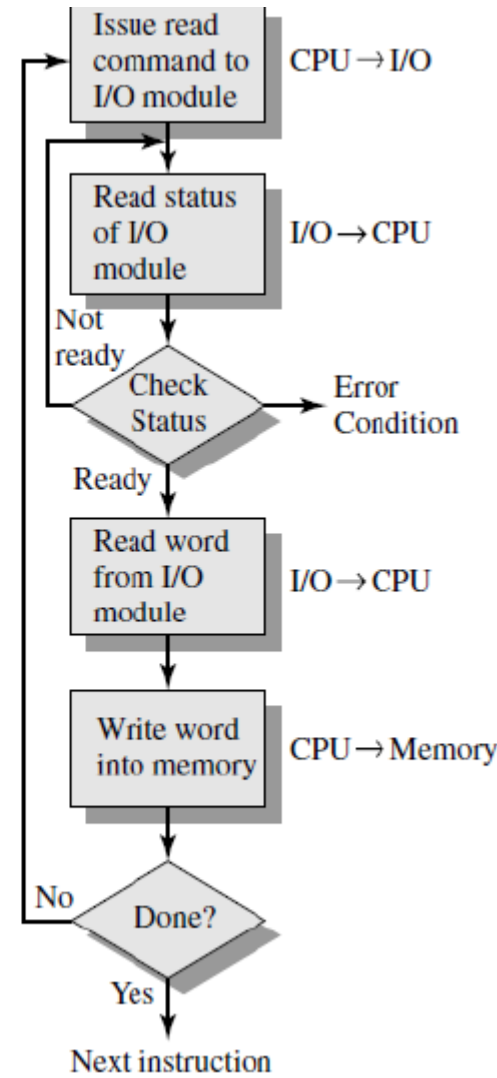 Issue read
command to
I/O module
CPU → I/O
Read status
of I/O
module
I/O → CPU
Not
ready
Check
Status
Error
Condition
Ready
Read word
from I/O
module
I/O → CPU
Write word
into memory
CPU → Memory
No
Done?
Yes
Next instruction